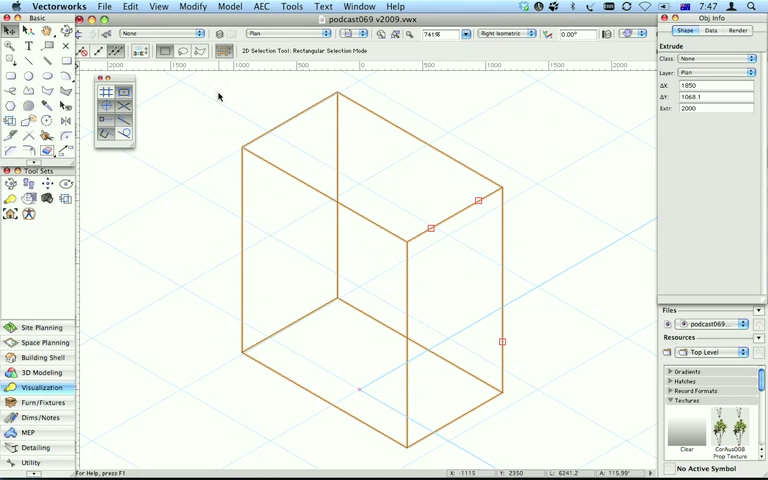 Vectorworks File Edit View Modify Model AEC Tools Text Window Help 7:47
Basic
podcast069 v2009.vwx
Obj Info
None
Plan
741%
Right Isometric
0.00°
2D Selection Tool: Rectangular Selection Mode
2000 1500 1000 500 0 500 1000 1500 2000
Shape Data Render
Extrude
Class: None
Layer: Plan
ΔX: 1850
ΔY: 1068.1
Extr: 2000
Tool Sets
Site Planning
Space Planning
Building Shell
3D Modeling
Visualization
Furn/Fixtures
Dims/Notes
MEP
Detailing
Utility
Files
podcast069...
Resources
Top Level
Gradients
Hatches
Record Formats
Textures
Clear
CorAus008
Prop Texture
No Active Symbol
For Help, press F1
X: -1115 Y: 2350 L: 6241.2 A: 115.99°